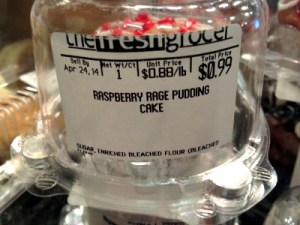 thefreshgrocer
Sell By Net Wt/Ct Unit Price Total Price
Apr 24,14 1 $0.88/lb $0.99
RASPBERRY RAGE PUDDING
CAKE
SUGAR, ENRICHED BLEACHED FLOUR UNLEACHED